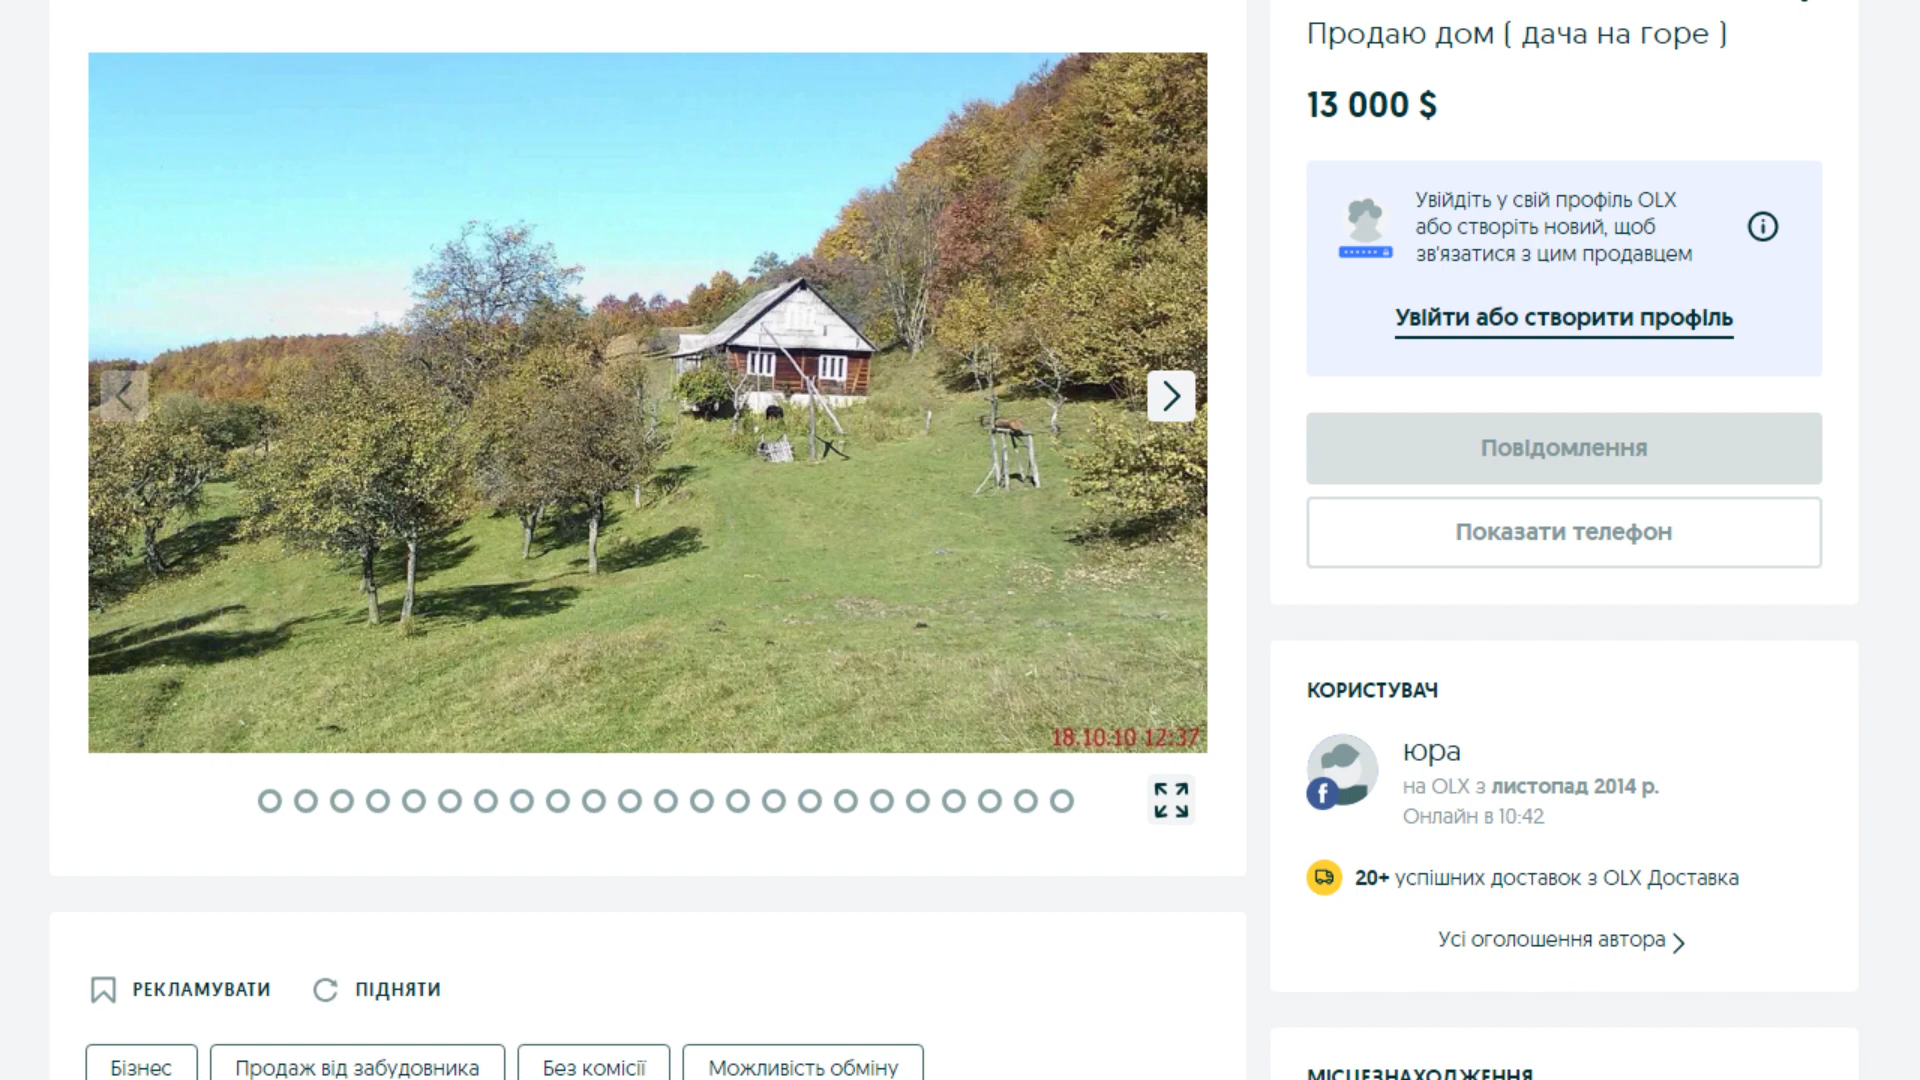 Продаю дом ( дача на горе )
13 000 $
Увійдіть у свій профіль OLX
або створіть новий, щоб
зв'язатися з цим продавцем
Увійти або створити профіль
Повідомлення
Показати телефон
18.10.10 12:37
КОРИСТУВАЧ
юра
на OLX з листопад 2014 р.
Онлайн в 10:42
20+ успішних доставок з OLX Доставка
Усі оголошення автора
РЕКЛАМУВАТИ
ПІДНЯТИ
Бізнес
Продаж від забудовника
Без комісії
Можливість обміну
МІСЦЕЗНАХОДЖЕННЯ